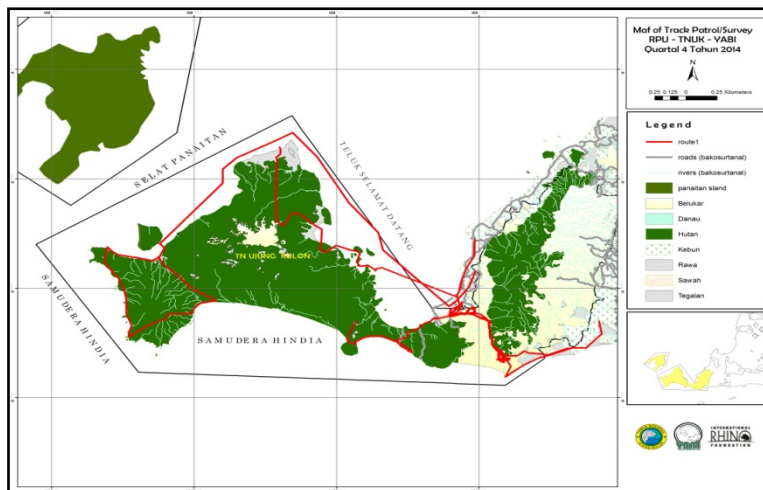 Maf of Track Patrol/Survey
RPU - TNUK - YABI
Quartal 4 Tahun 2014
N
0.25 0.125 0 0.25 Kilometers
Legend
route1
roads (bakosurtanal)
rivers (bakosurtanal)
panaitan island
Belukar
Danau
Hutan
Kebun
Rawa
Sawah
Tegalan
SELAT PANAITAN
TELUK SELAMAT DATANG
TN UJUNG KULON
SAMUDERA HINDIA
SAMUDERA HINDIA
YABI
INTERNATIONAL
RHINO
FOUNDATION